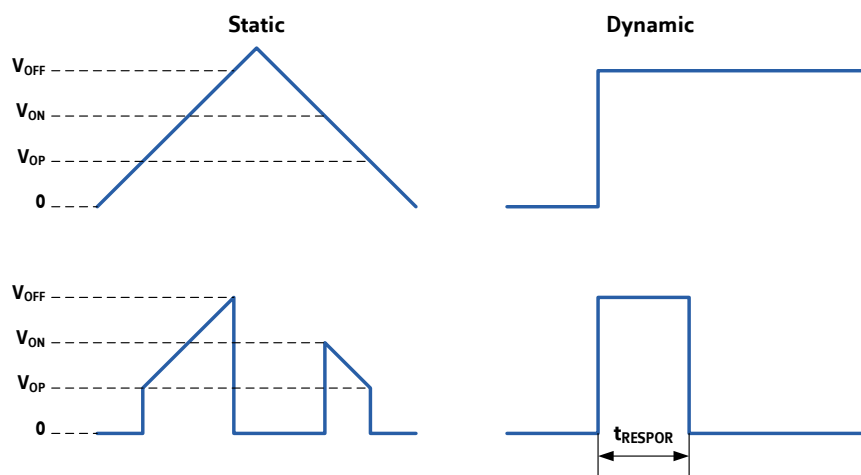 Static
Dynamic
VOFF
VON
VOP
0
VOFF
VON
VOP
0
tRESPOR